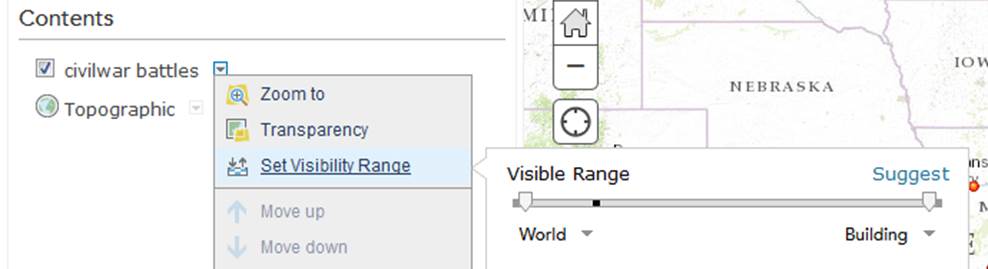 Contents
civilwar battles
Topographic
Zoom to
Transparency
Set Visibility Range
Move up
Move down
NEBRASKA
IOW
Visible Range
Suggest
World
Building